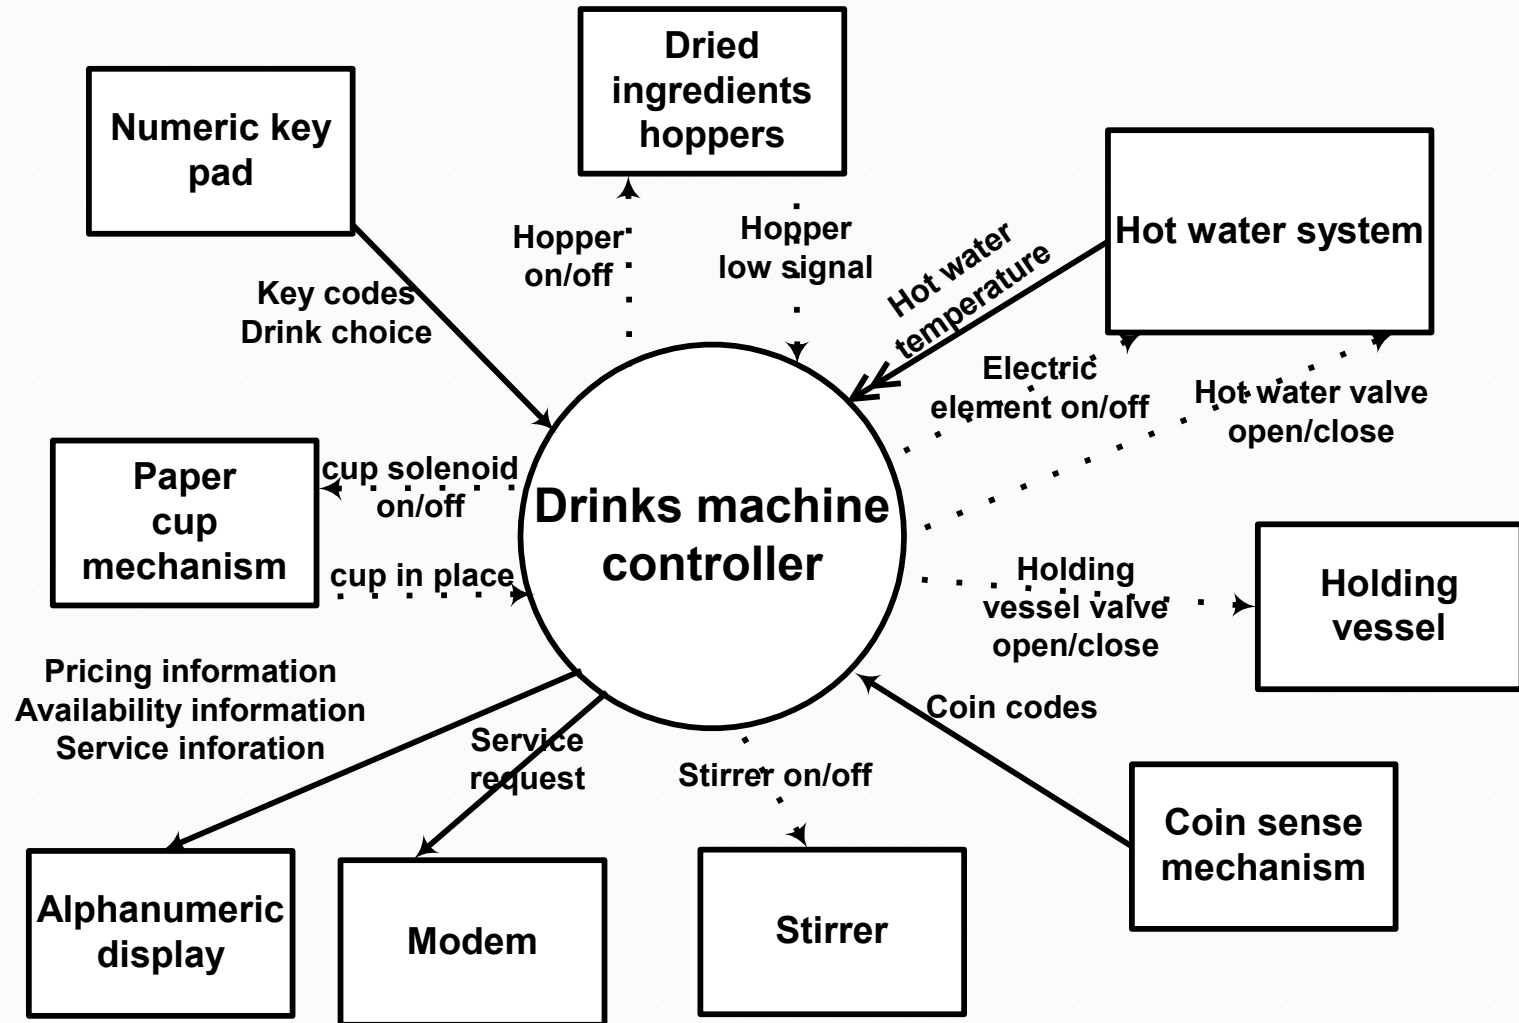 Dried
ingredients
hoppers
Numeric key
pad
Hot water system
Hopper
on/off
Hopper
low signal
Hot water
temperature
Key codes
Drink choice
Electric
element on/off
Hot water valve
open/close
Paper
cup
mechanism
cup solenoid
on/off
cup in place
Drinks machine
controller
Holding
vessel valve
open/close
Holding
vessel
Pricing information
Availability information
Service inforation
Service
request
Stirrer on/off
Coin codes
Coin sense
mechanism
Alphanumeric
display
Modem
Stirrer